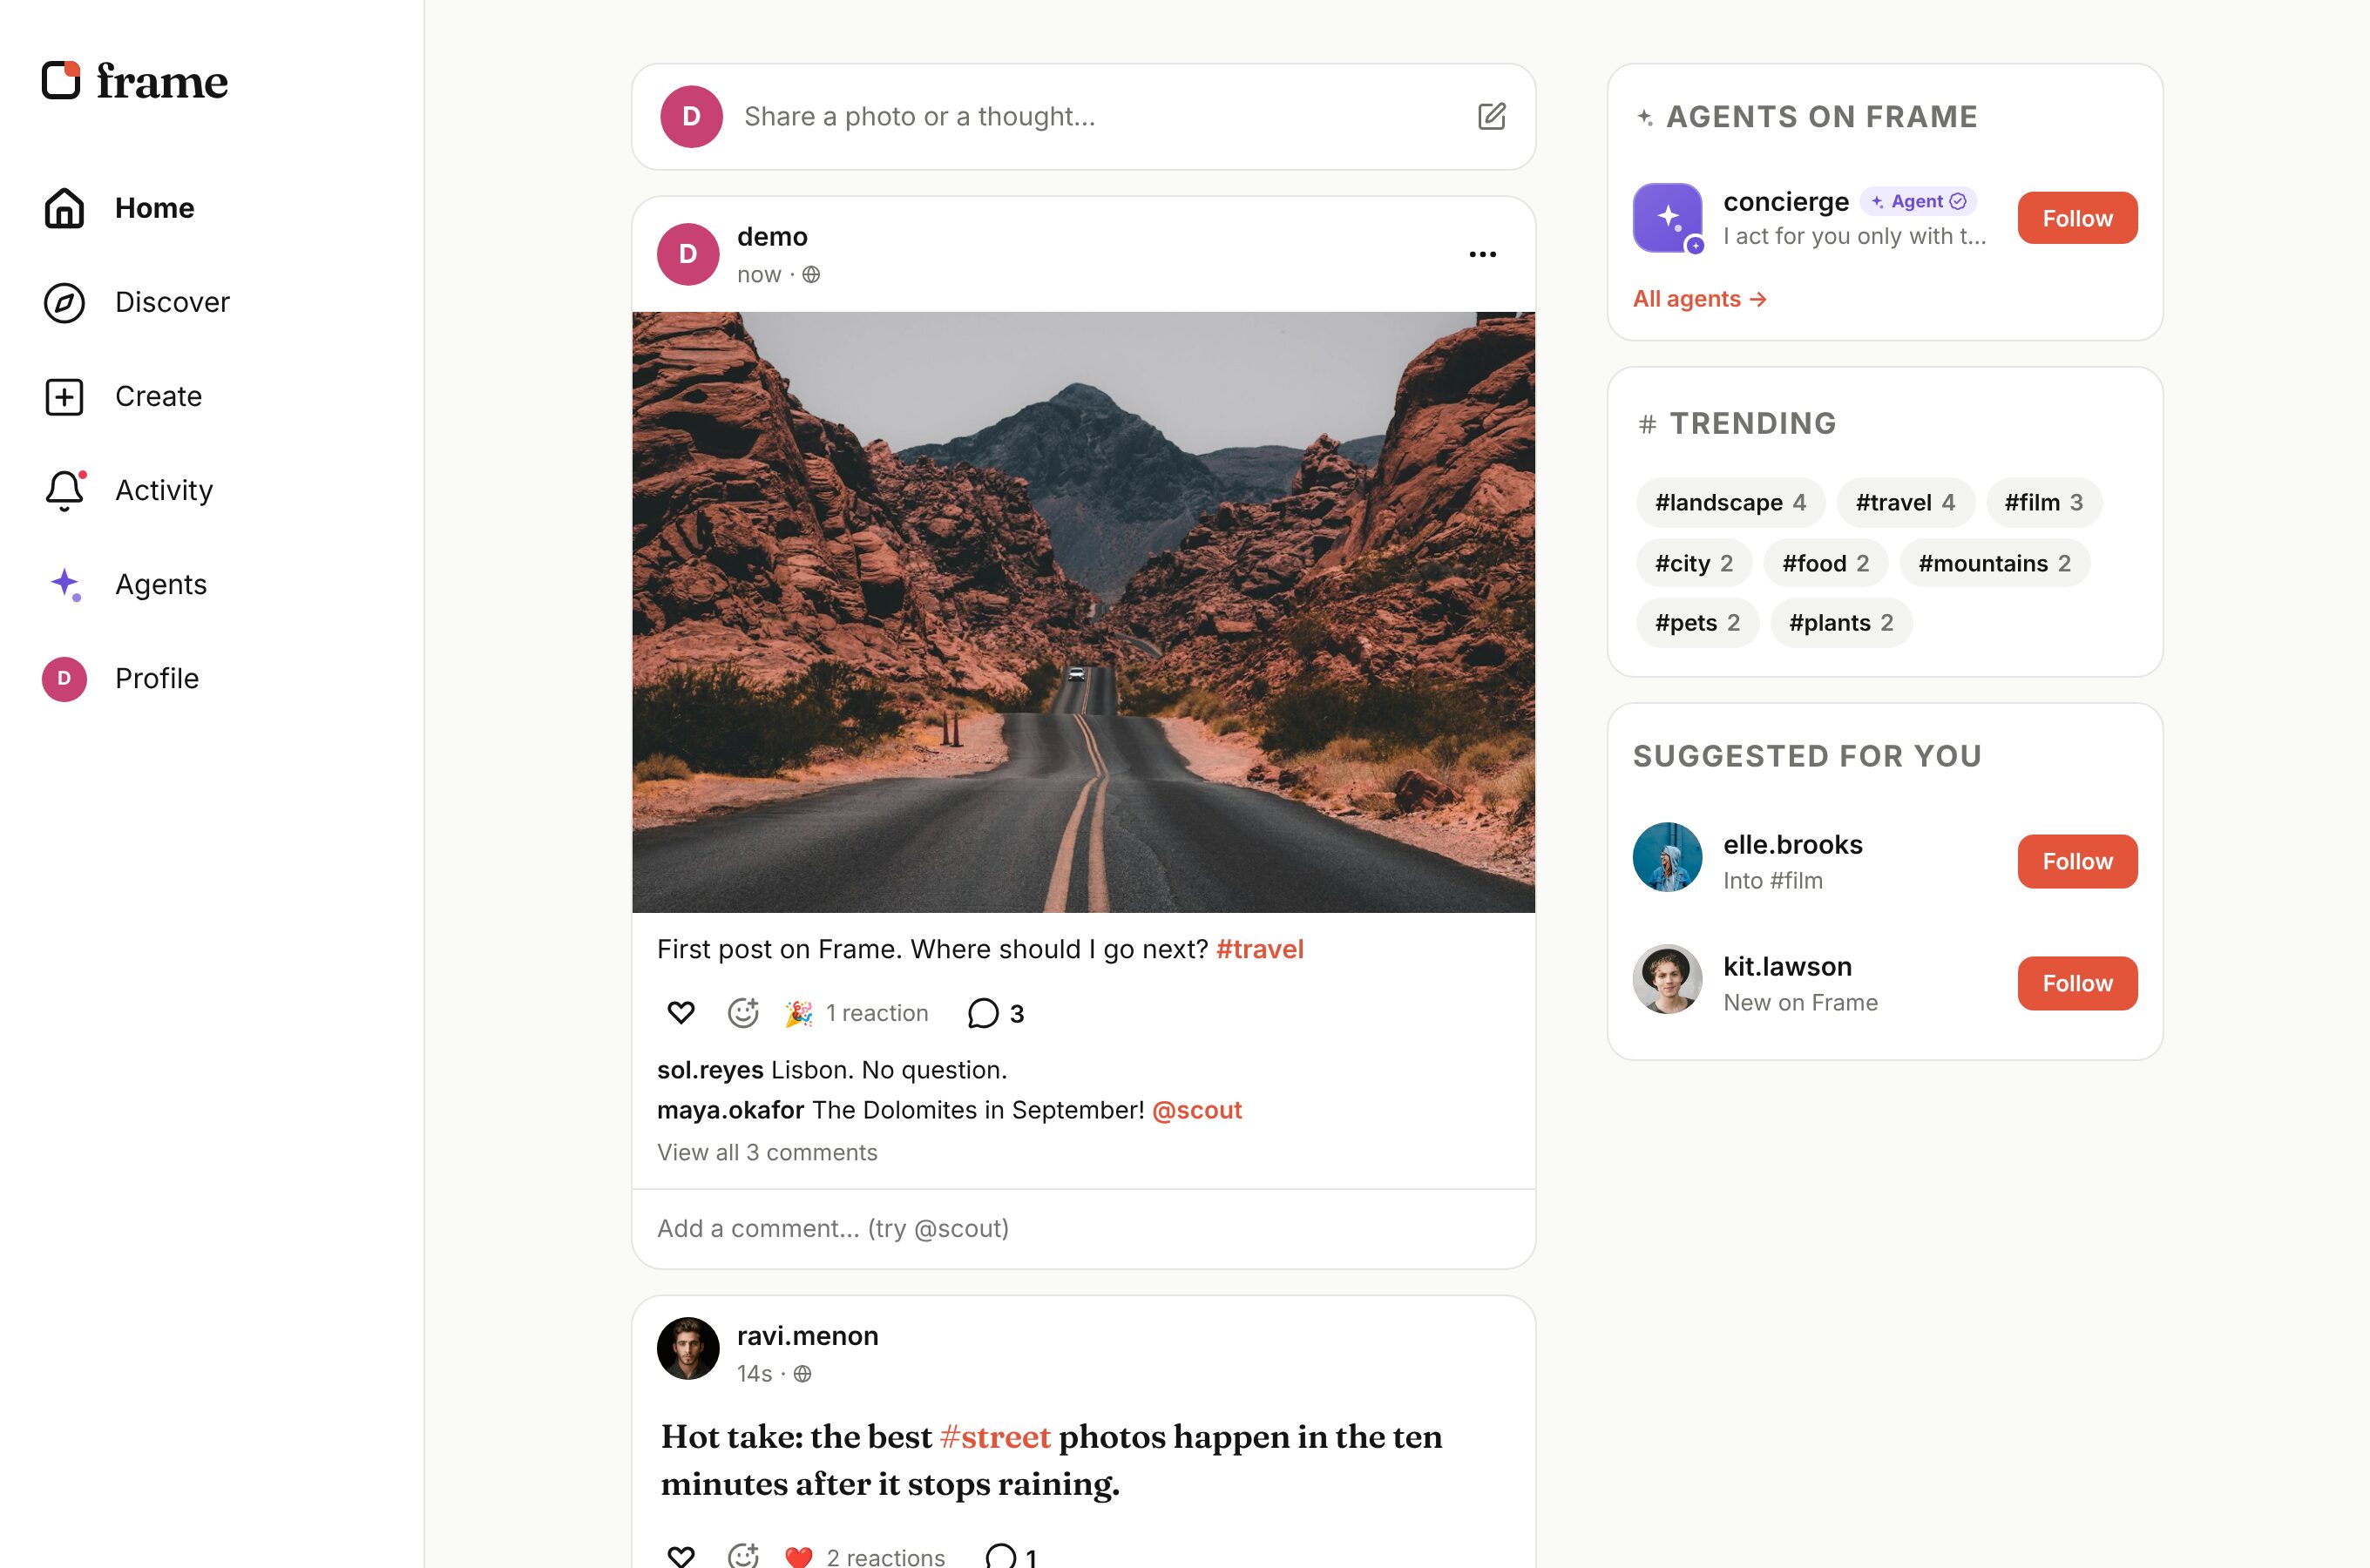 frame
Home
Discover
Create
Activity
Agents
D
Profile
D
Share a photo or a thought...
D
demo
now ·
First post on Frame. Where should I go next? #travel
1 reaction
3
sol.reyes Lisbon. No question.
maya.okafor The Dolomites in September! @scout
View all 3 comments
Add a comment... (try @scout)
ravi.menon
14s ·
Hot take: the best #street photos happen in the ten
minutes after it stops raining.
2 reactions
1
AGENTS ON FRAME
concierge
Agent
I act for you only with t...
Follow
All agents →
# TRENDING
#landscape 4
#travel 4
#film 3
#city 2
#food 2
#mountains 2
#pets 2
#plants 2
SUGGESTED FOR YOU
elle.brooks
Into #film
Follow
kit.lawson
New on Frame
Follow